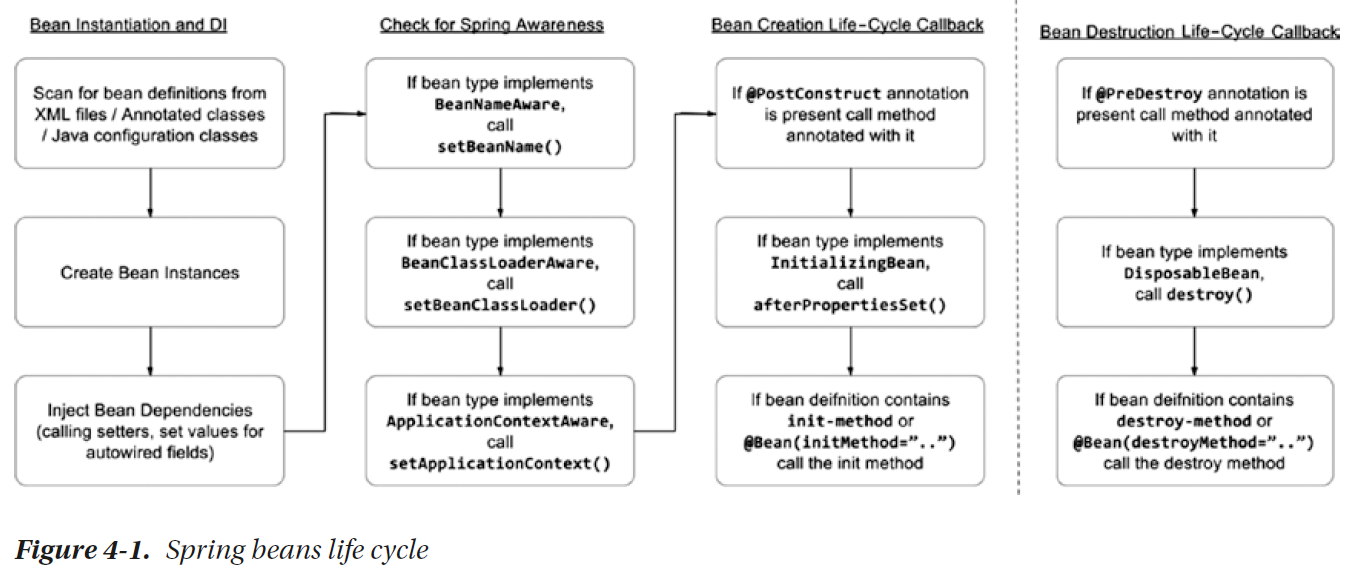 Bean Instantiation and DI
Scan for bean definitions from
XML files / Annotated classes
/ Java configuration classes
Create Bean Instances
Inject Bean Dependencies
(calling setters, set values for
autowired fields)
Check for Spring Awareness
If bean type implements
BeanNameAware,
call
setBeanName()
If bean type implements
BeanClassLoaderAware,
call
setBeanClassLoader()
If bean type implements
ApplicationContextAware,
call
setApplicationContext()
Bean Creation Life-Cycle Callback
If @PostConstruct annotation
is present call method
annotated with it
If bean type implements
InitializingBean,
call
afterPropertiesSet()
If bean deifnition contains
init-method or
@Bean(initMethod=”..”)
call the init method
Bean Destruction Life-Cycle Callback
If @PreDestroy annotation is
present call method annotated
with it
If bean type implements
DisposableBean,
call destroy()
If bean deifnition contains
destroy-method or
@Bean(destroyMethod=”..”)
call the destroy method
Figure 4-1. Spring beans life cycle